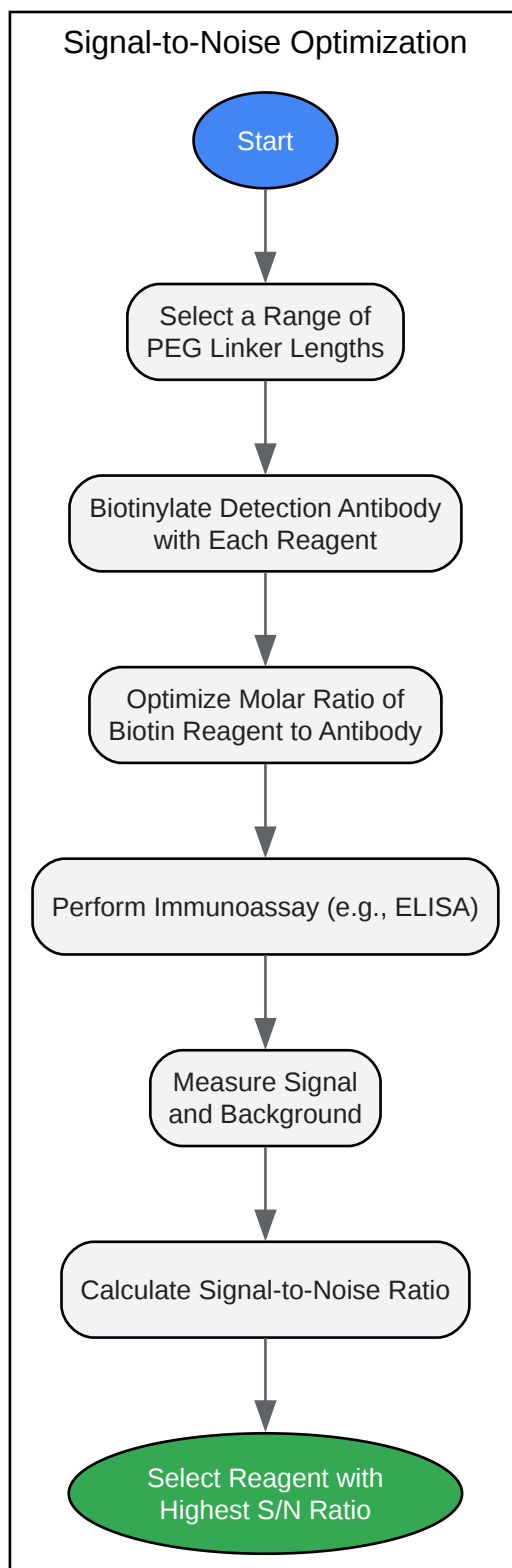 Signal-to-Noise Optimization
Start
Select a Range of
PEG Linker Lengths
Biotinylate Detection Antibody
with Each Reagent
Optimize Molar Ratio of
Biotin Reagent to Antibody
Perform Immunoassay (e.g., ELISA)
Measure Signal
and Background
Calculate Signal-to-Noise Ratio
Select Reagent with
Highest S/N Ratio